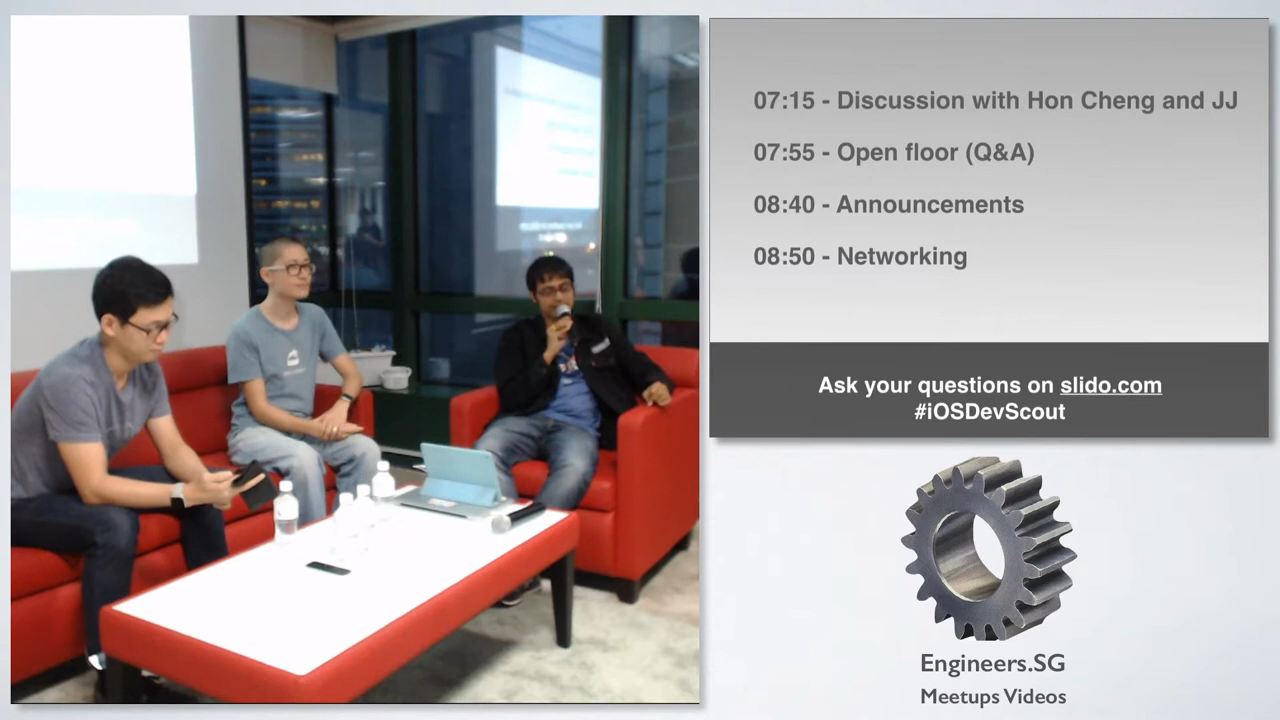 07:15 - Discussion with Hon Cheng and JJ
07:55 - Open floor (Q&A)
08:40 - Announcements
08:50 - Networking
Ask your questions on slido.com
#iOSDevScout
Engineers.SG
Meetups Videos